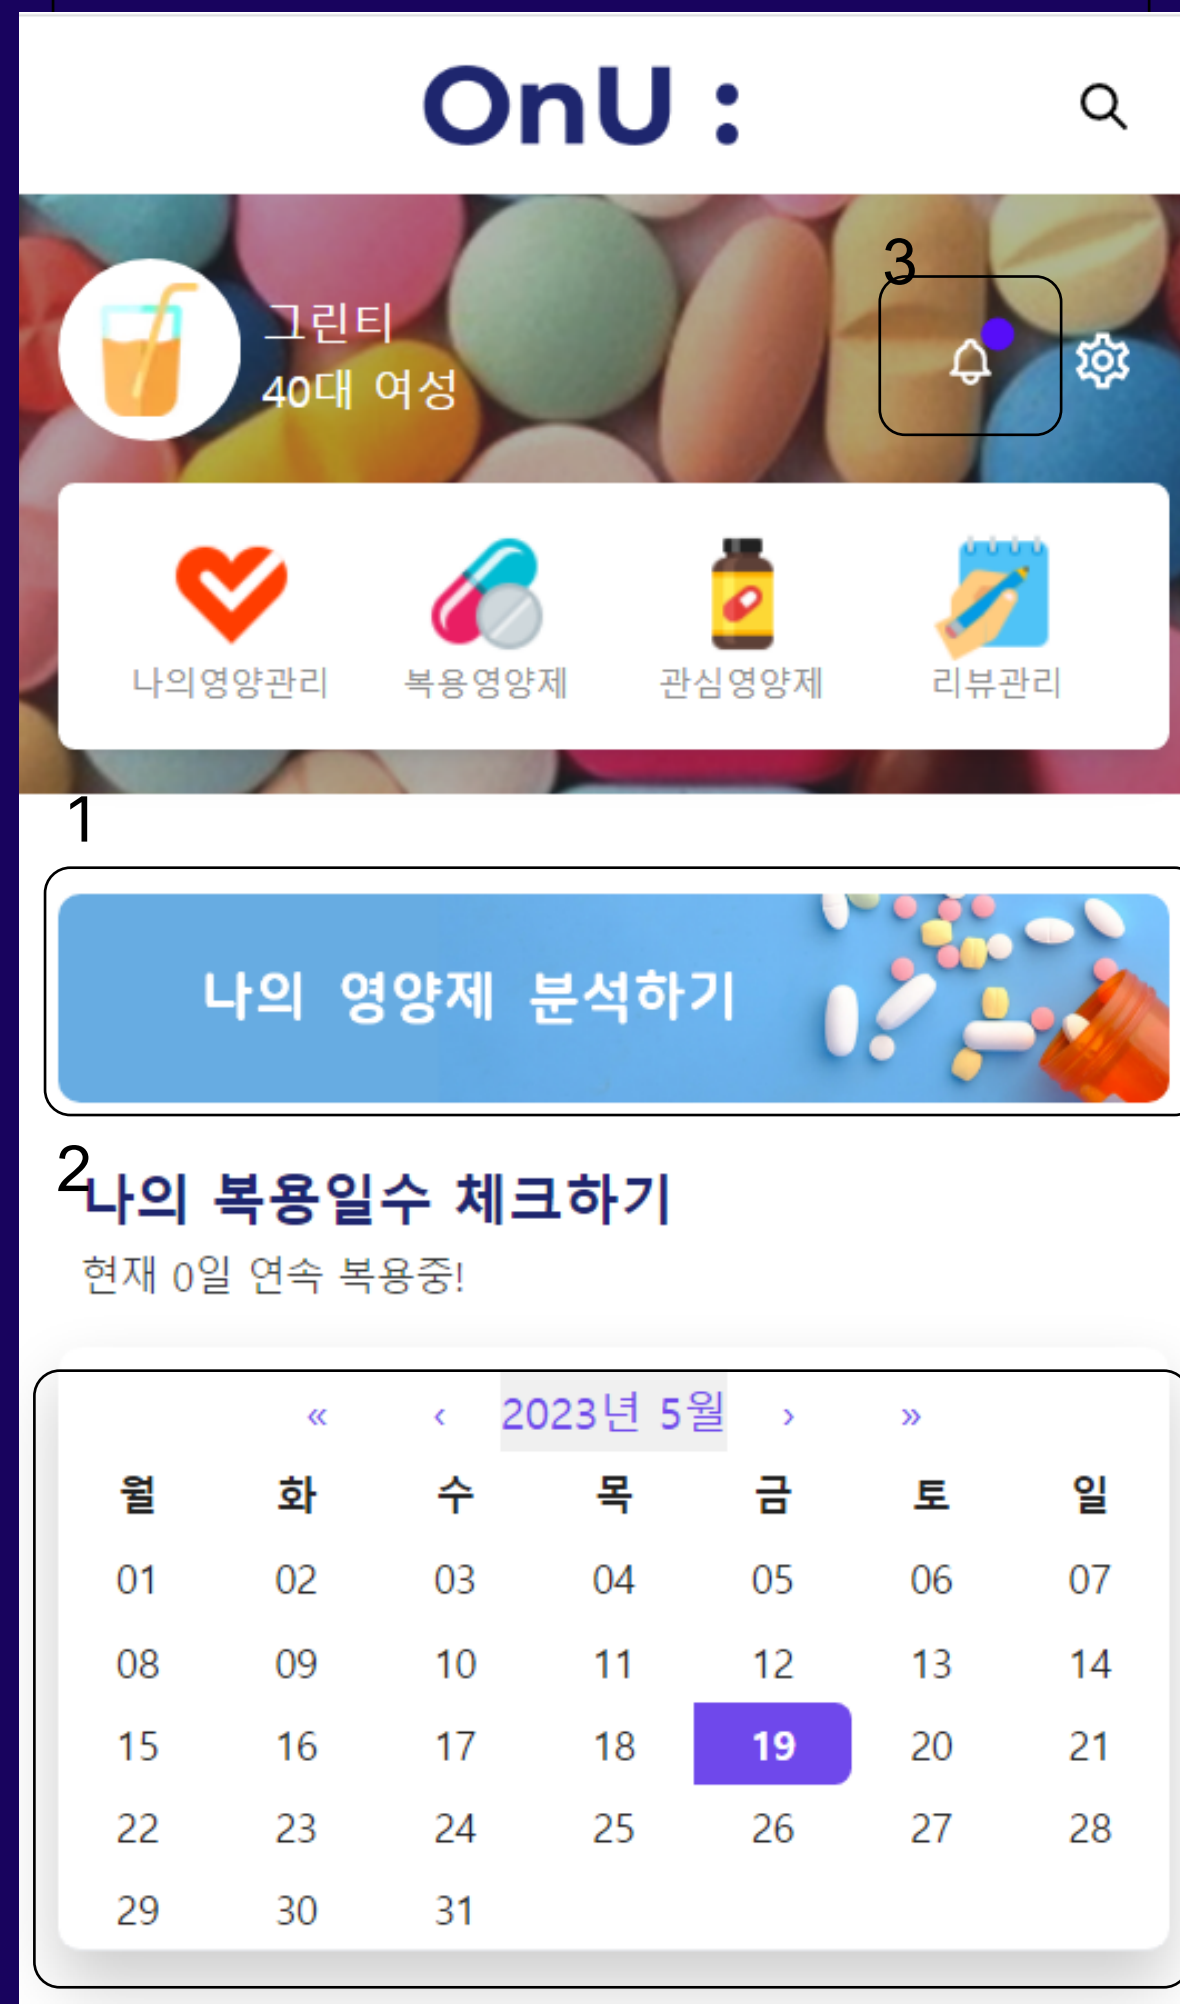 OnU :
3
그린티
40대 여성
나의영양관리 복용영양제 관심영양제 리뷰관리
1
나의 영양제 분석하기
2
나의 복용일수 체크하기
현재 0일 연속 복용중!
« ‹ 2023년 5월 › »
월 화 수 목 금 토 일
01 02 03 04 05 06 07
08 09 10 11 12 13 14
15 16 17 18 19 20 21
22 23 24 25 26 27 28
29 30 31